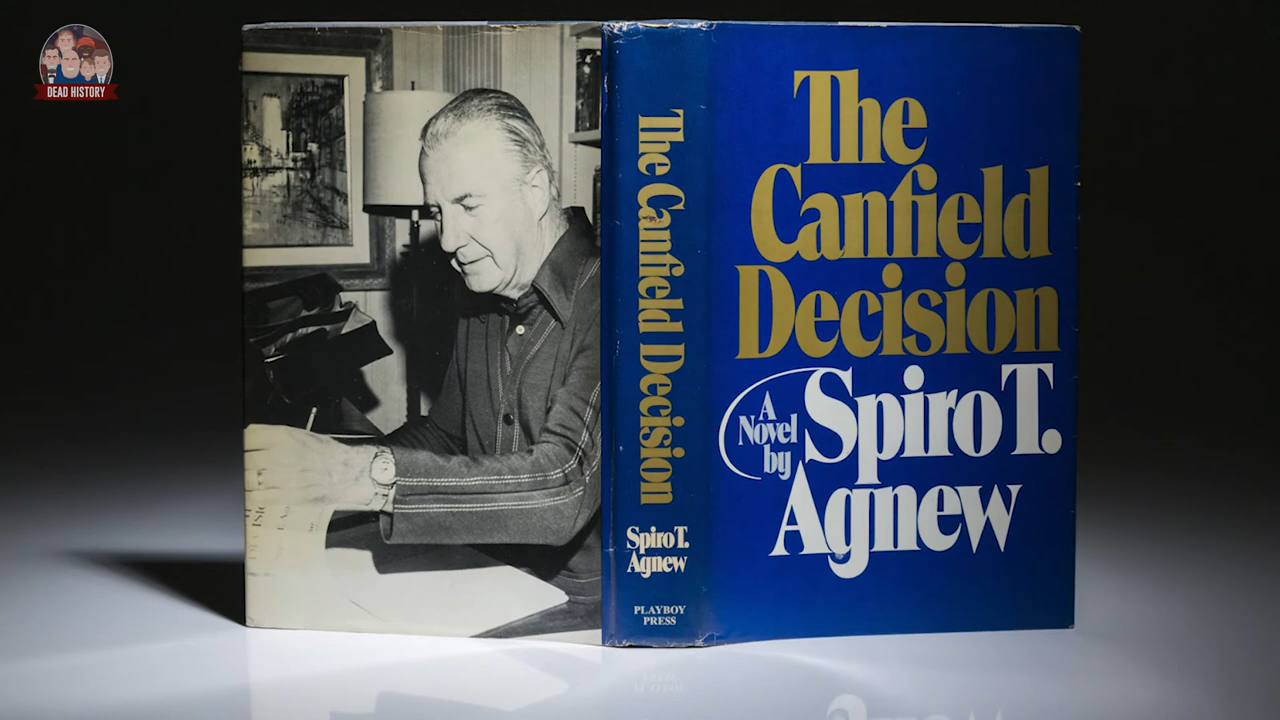 DEAD HISTORY
The Canfield Decision
Spiro T.
Agnew
PLAYBOY
PRESS
The
Canfield
Decision
A
Novel
by
Spiro T.
Agnew